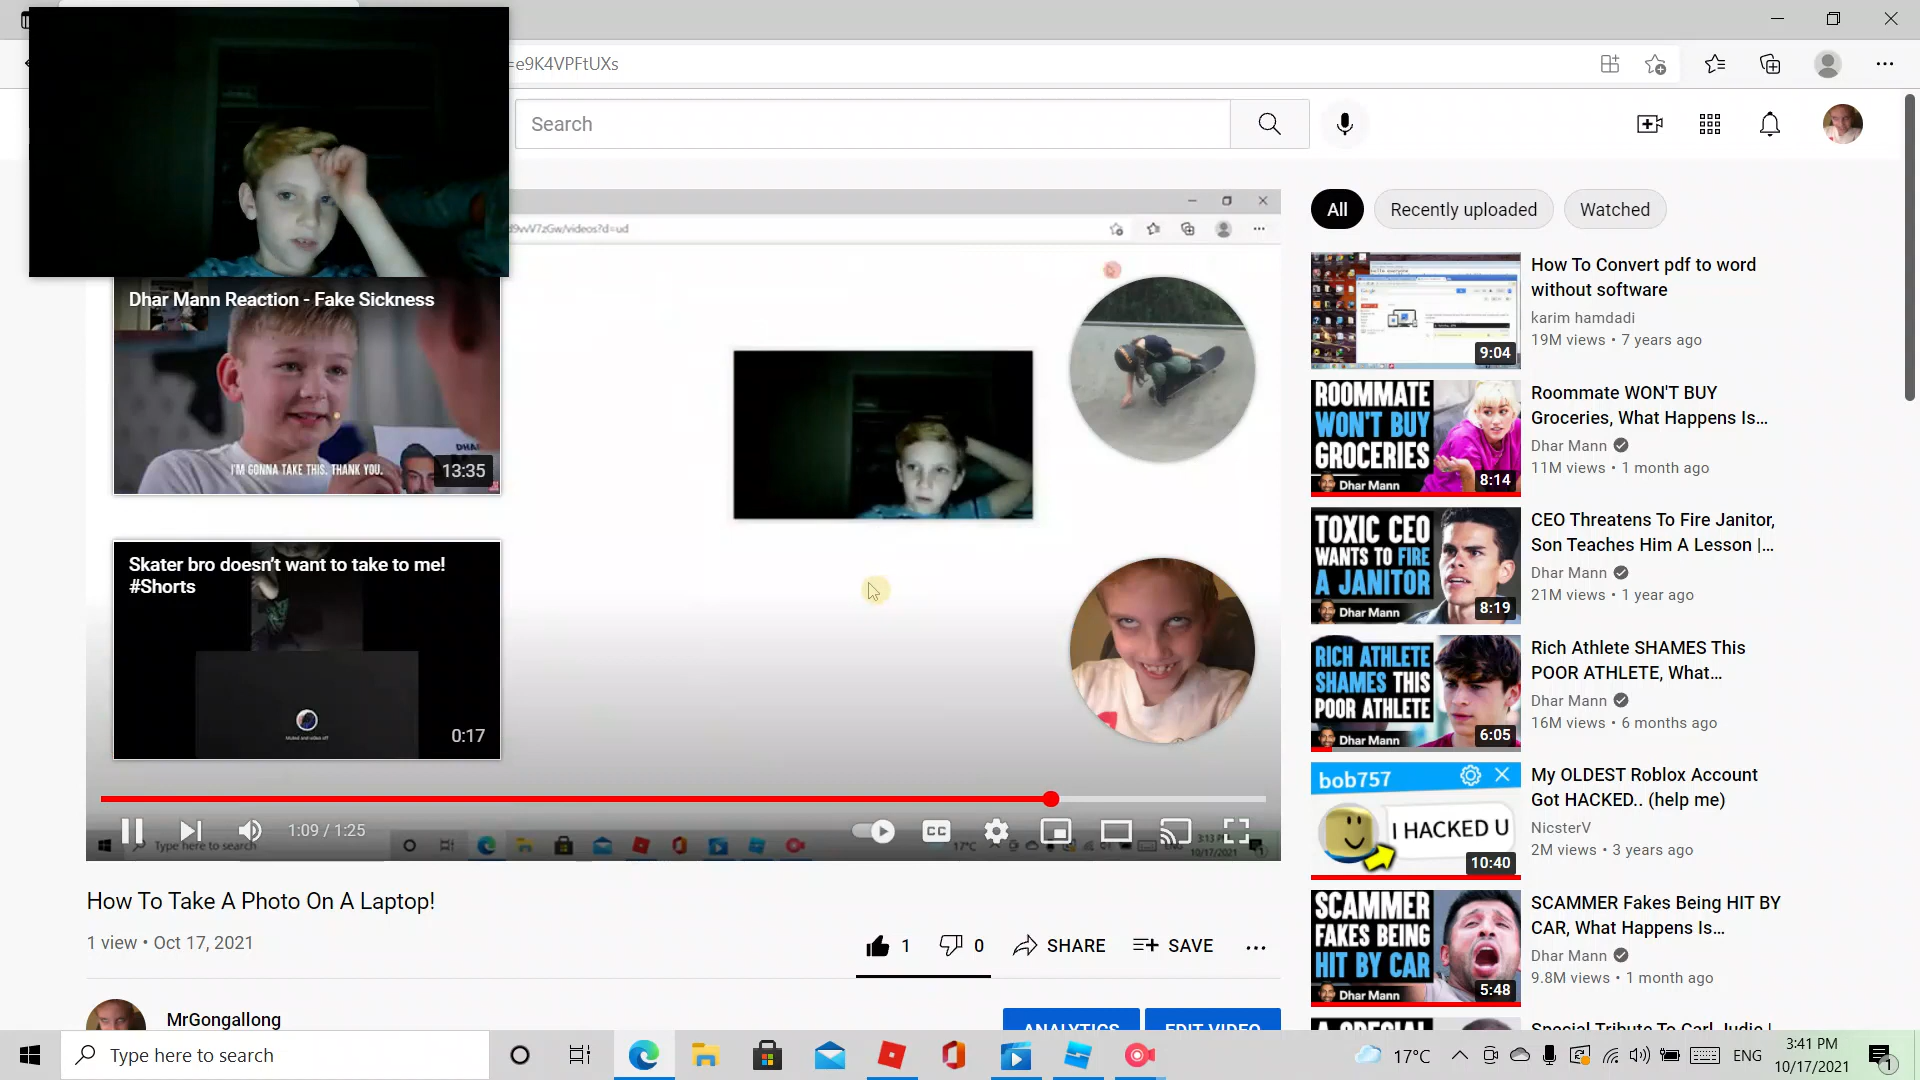 =e9K4VPFtUXs
Search
d9vvV7zGw/videos?d=ud
Dhar Mann Reaction - Fake Sickness
I'M GONNA TAKE THIS. THANK YOU.
13:35
Skater bro doesn't want to take to me!
#Shorts
Muted and video off
0:17
1:09 / 1:25
CC
Type here to search
17°C
3:13 PM
10/17/2021
How To Take A Photo On A Laptop!
1 view • Oct 17, 2021
1
0
SHARE
SAVE
MrGongallong
ANALYTICS
EDIT VIDEO
All
Recently uploaded
Watched
9:04
How To Convert pdf to word
without software
karim hamdadi
19M views • 7 years ago
ROOMMATE
WON'T BUY
GROCERIES
Dhar Mann
8:14
Roommate WON'T BUY
Groceries, What Happens Is...
Dhar Mann
11M views • 1 month ago
TOXIC CEO
WANTS TO FIRE
A JANITOR
Dhar Mann
8:19
CEO Threatens To Fire Janitor,
Son Teaches Him A Lesson |...
Dhar Mann
21M views • 1 year ago
RICH ATHLETE
SHAMES THIS
POOR ATHLETE
Dhar Mann
6:05
Rich Athlete SHAMES This
POOR ATHLETE, What...
Dhar Mann
16M views • 6 months ago
bob757
I HACKED U
10:40
My OLDEST Roblox Account
Got HACKED.. (help me)
NicsterV
2M views • 3 years ago
SCAMMER
FAKES BEING
HIT BY CAR
Dhar Mann
5:48
SCAMMER Fakes Being HIT BY
CAR, What Happens Is...
Dhar Mann
9.8M views • 1 month ago
A SPECIAL
Special Tribute To Carl Judie |
Type here to search
17°C
ENG
3:41 PM
10/17/2021
1